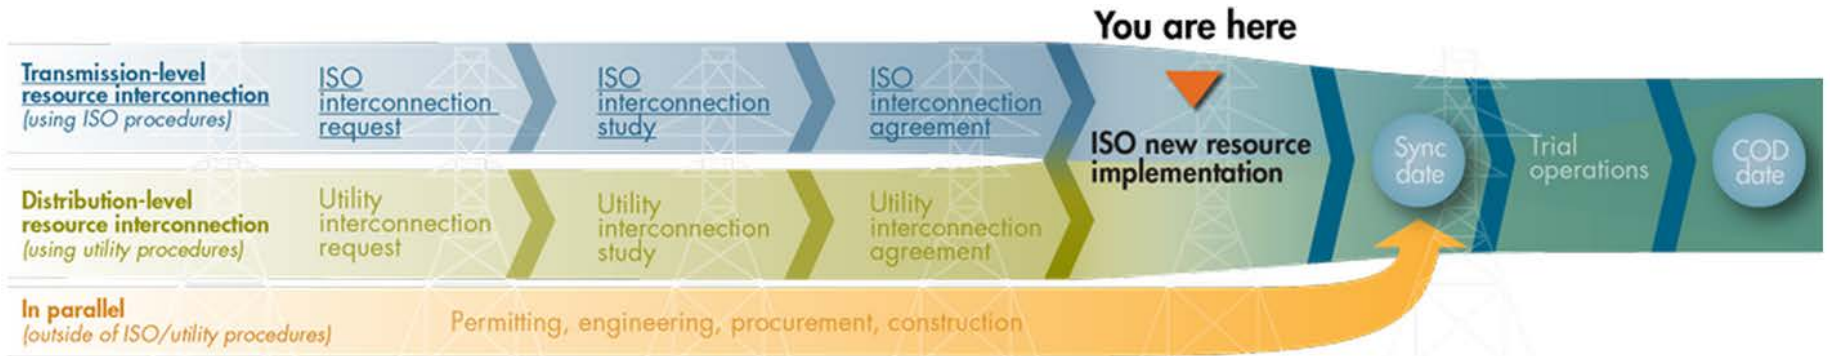 You are here
Transmission-level
resource interconnection
(using ISO procedures)
ISO
interconnection
request
ISO
interconnection
study
ISO
interconnection
agreement
ISO new resource
implementation
Sync
date
Trial
operations
COD
date
Distribution-level
resource interconnection
(using utility procedures)
Utility
interconnection
request
Utility
interconnection
study
Utility
interconnection
agreement
In parallel
(outside of ISO/utility procedures)
Permitting, engineering, procurement, construction